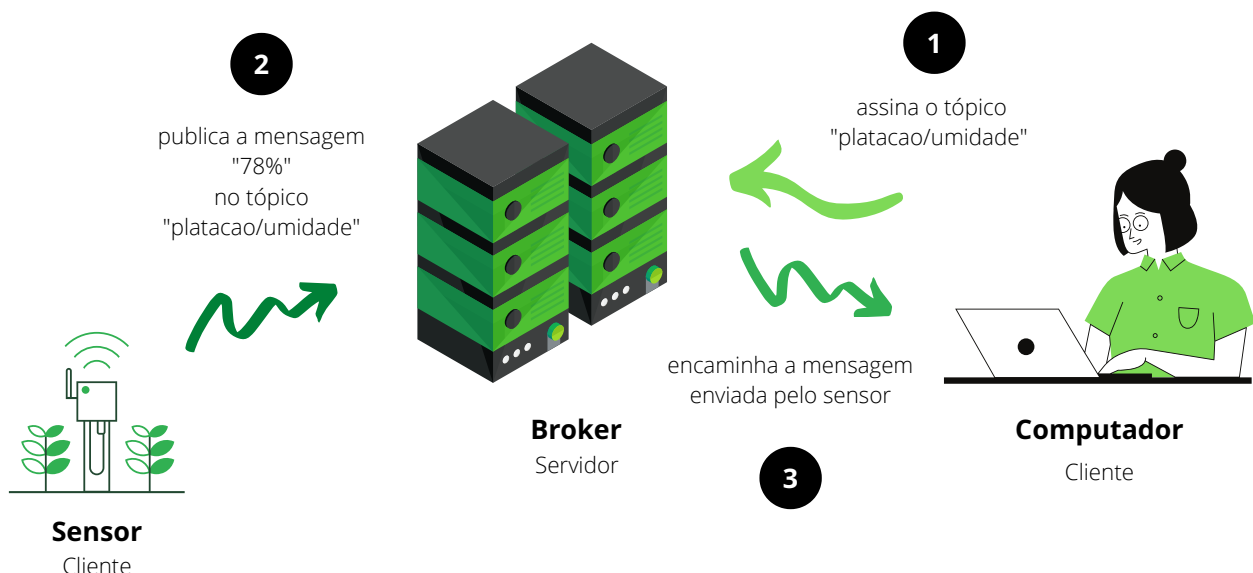 1
assina o tópico
"platacao/umidade"
2
publica a mensagem
"78%"
no tópico
"platacao/umidade"
encaminha a mensagem
enviada pelo sensor
3
Broker
Servidor
Computador
Cliente
Sensor
Cliente